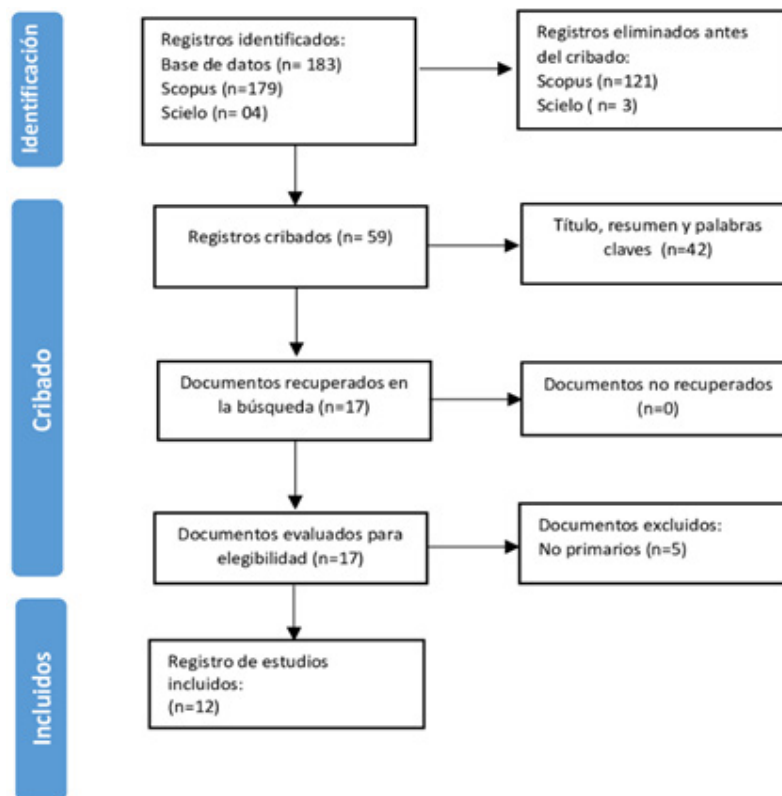 Identificación
Registros identificados:
Base de datos (n= 183)
Scopus (n=179)
Scielo (n= 04)
Registros eliminados antes
del cribado:
Scopus (n=121)
Scielo ( n= 3)
Cribado
Registros cribados (n= 59)
Título, resumen y palabras
claves (n=42)
Documentos recuperados en
la búsqueda (n=17)
Documentos no recuperados
(n=0)
Documentos evaluados para
elegibilidad (n=17)
Documentos excluidos:
No primarios (n=5)
Incluidos
Registro de estudios
incluidos:
(n=12)